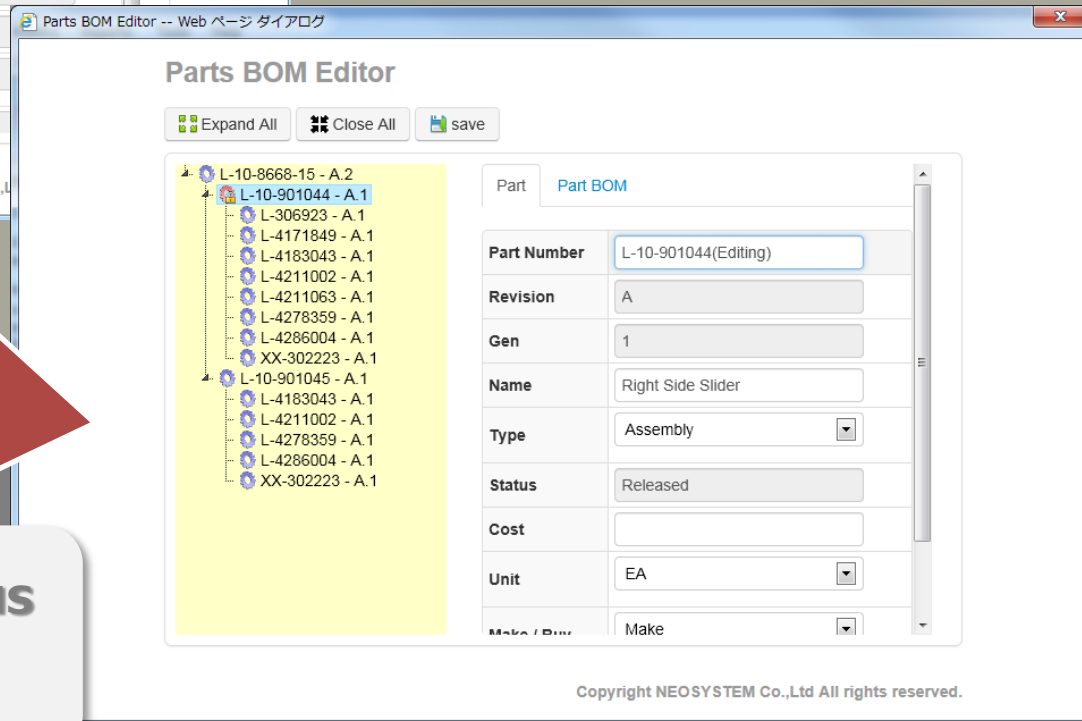 Parts BOM Editor -- Web ページ ダイアログ
Parts BOM Editor
Expand All Close All save
L-10-8668-15 - A.2
L-10-901044 - A.1
L-306923 - A.1
L-4171849 - A.1
L-4183043 - A.1
L-4211002 - A.1
L-4211063 - A.1
L-4278359 - A.1
L-4286004 - A.1
XX-302223 - A.1
L-10-901045 - A.1
L-4183043 - A.1
L-4211002 - A.1
L-4278359 - A.1
L-4286004 - A.1
XX-302223 - A.1
Part Part BOM
Part Number L-10-901044(Editing)
Revision A
Gen 1
Name Right Side Slider
Type Assembly
Status Released
Cost
Unit EA
Make / Buy Make
Copyright NEOSYSTEM Co.,Ltd All rights reserved.